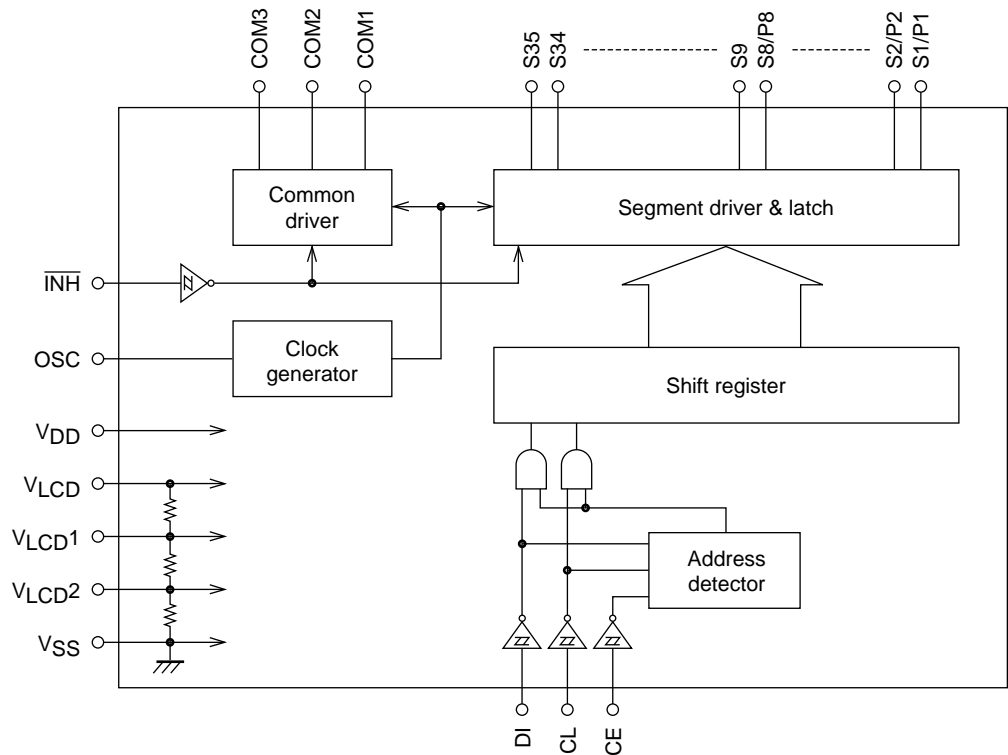 COM3
COM2
COM1
S35
S34
S9
S8/P8
S2/P2
S1/P1
Common
driver
Segment driver & latch
INH
OSC
Clock
generator
Shift register
VDD
VLCD
VLCD1
VLCD2
VSS
Address
detector
DI
CL
CE